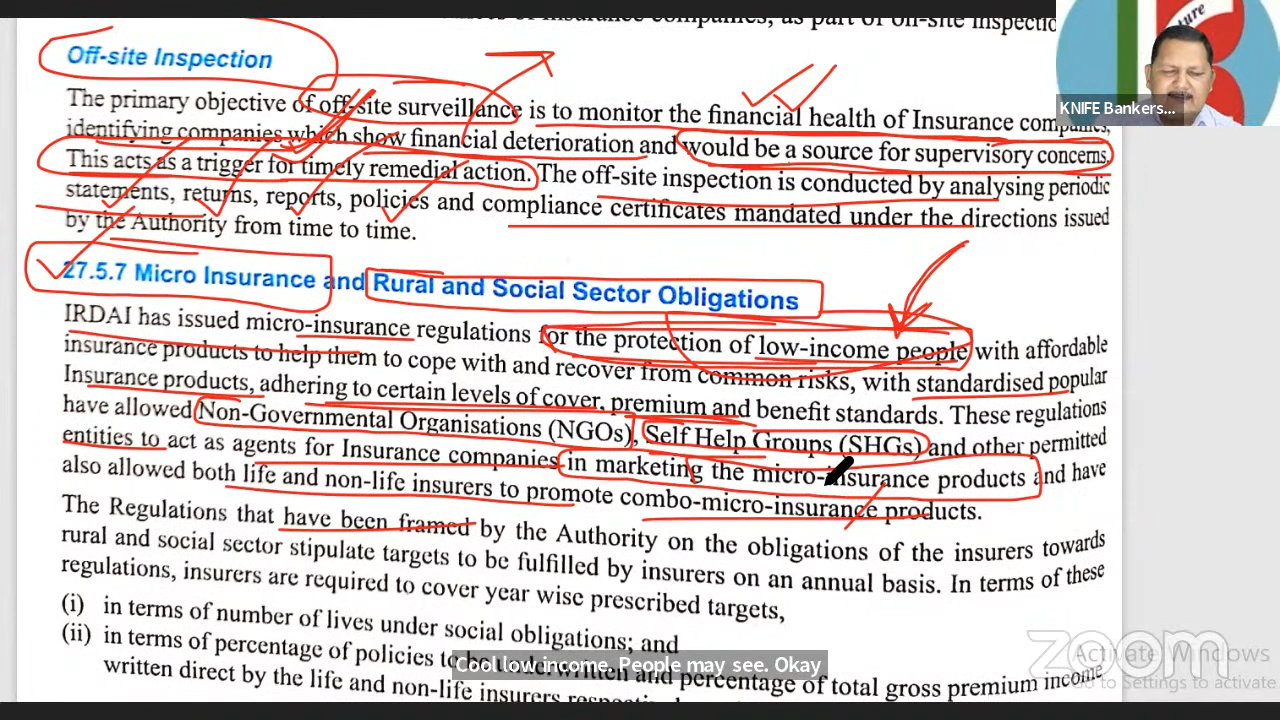 of Insurance companies, as part of off-site inspectio
Off-site Inspection
The primary objective of off-site surveillance is to monitor the financial health of Insurance companies,
identifying companies which show financial deterioration and would be a source for supervisory concerns.
This acts as a trigger for timely remedial action. The off-site inspection is conducted by analysing periodic
statements, returns, reports, policies and compliance certificates mandated under the directions issued
by the Authority from time to time.
27.5.7 Micro Insurance and Rural and Social Sector Obligations
IRDAI has issued micro-insurance regulations for the protection of low-income people with affordable
insurance products to help them to cope with and recover from common risks, with standardised popular
Insurance products, adhering to certain levels of cover, premium and benefit standards. These regulations
have allowed Non-Governmental Organisations (NGOs), Self Help Groups (SHGs) and other permitted
entities to act as agents for Insurance companies in marketing the micro-insurance products and have
also allowed both life and non-life insurers to promote combo-micro-insurance products.
The Regulations that have been framed by the Authority on the obligations of the insurers towards
rural and social sector stipulate targets to be fulfilled by insurers on an annual basis. In terms of these
regulations, insurers are required to cover year wise prescribed targets,
(i) in terms of number of lives under social obligations; and
(ii) in terms of percentage of policies to be underwritten and percentage of total gross premium income
written direct by the life and non-life insurers
KNIFE Bankers...
Cool low income. People may see. Okay
zoom
Activate Windows
Go to Settings to activate